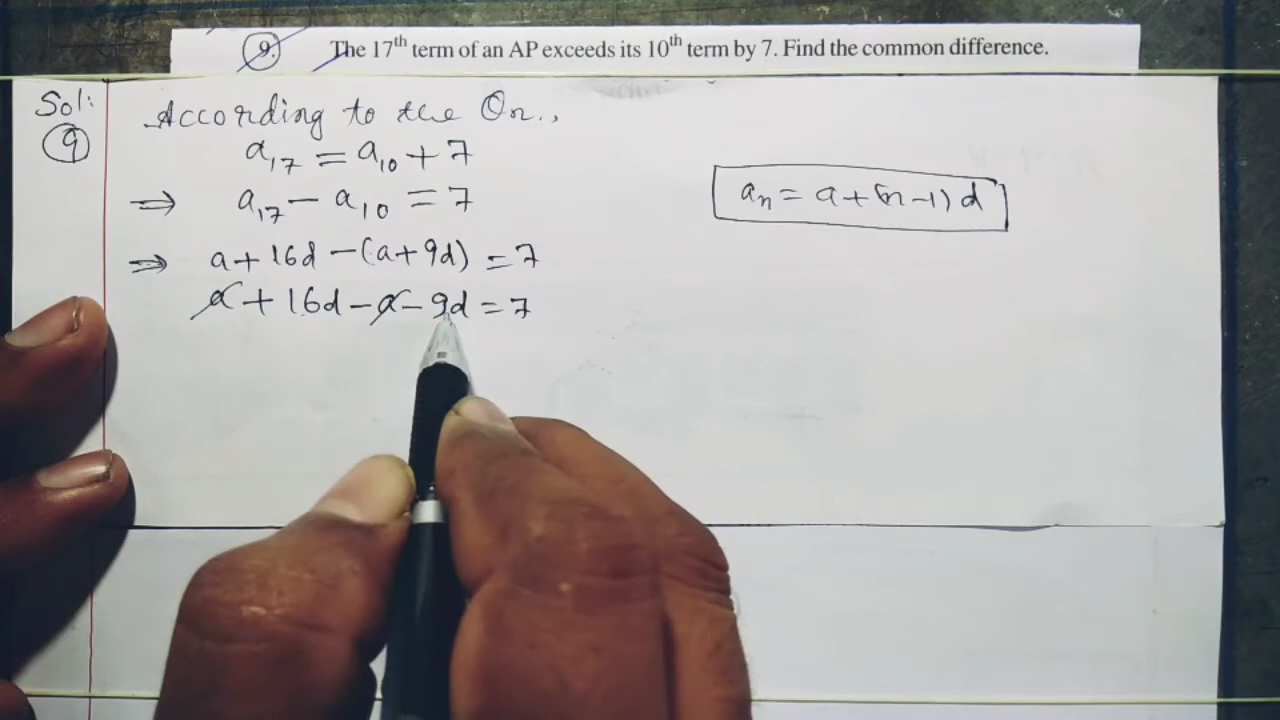 9. The 17th term of an AP exceeds its 10th term by 7. Find the common difference.
Sol:
9
According to the Qn.,
a17 = a10 + 7
⇒ a17 - a10 = 7
an = a + (n-1) d
⇒ a + 16d - (a + 9d) = 7
a + 16d - a - 9d = 7